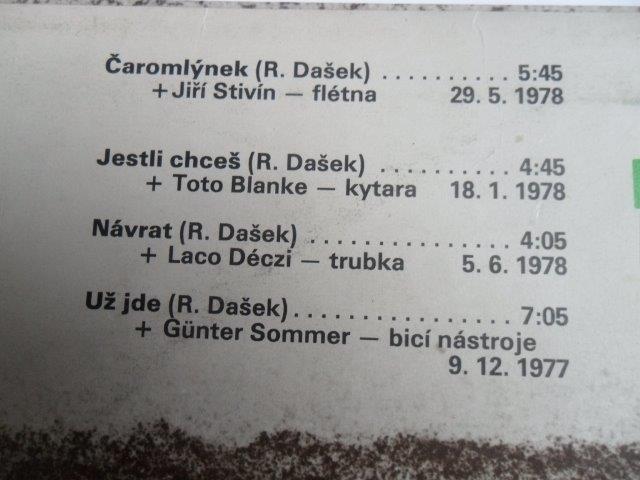 Čaromlýnek (R. Dašek) .......... 5:45
+ Jiří Stivín — flétna 29. 5. 1978
Jestli chceš (R. Dašek) .......... 4:45
+ Toto Blanke — kytara 18. 1. 1978
Návrat (R. Dašek) ................ 4:05
+ Laco Déczi — trubka 5. 6. 1978
Už jde (R. Dašek)................. 7:05
+ Günter Sommer — bicí nástroje
9. 12. 1977